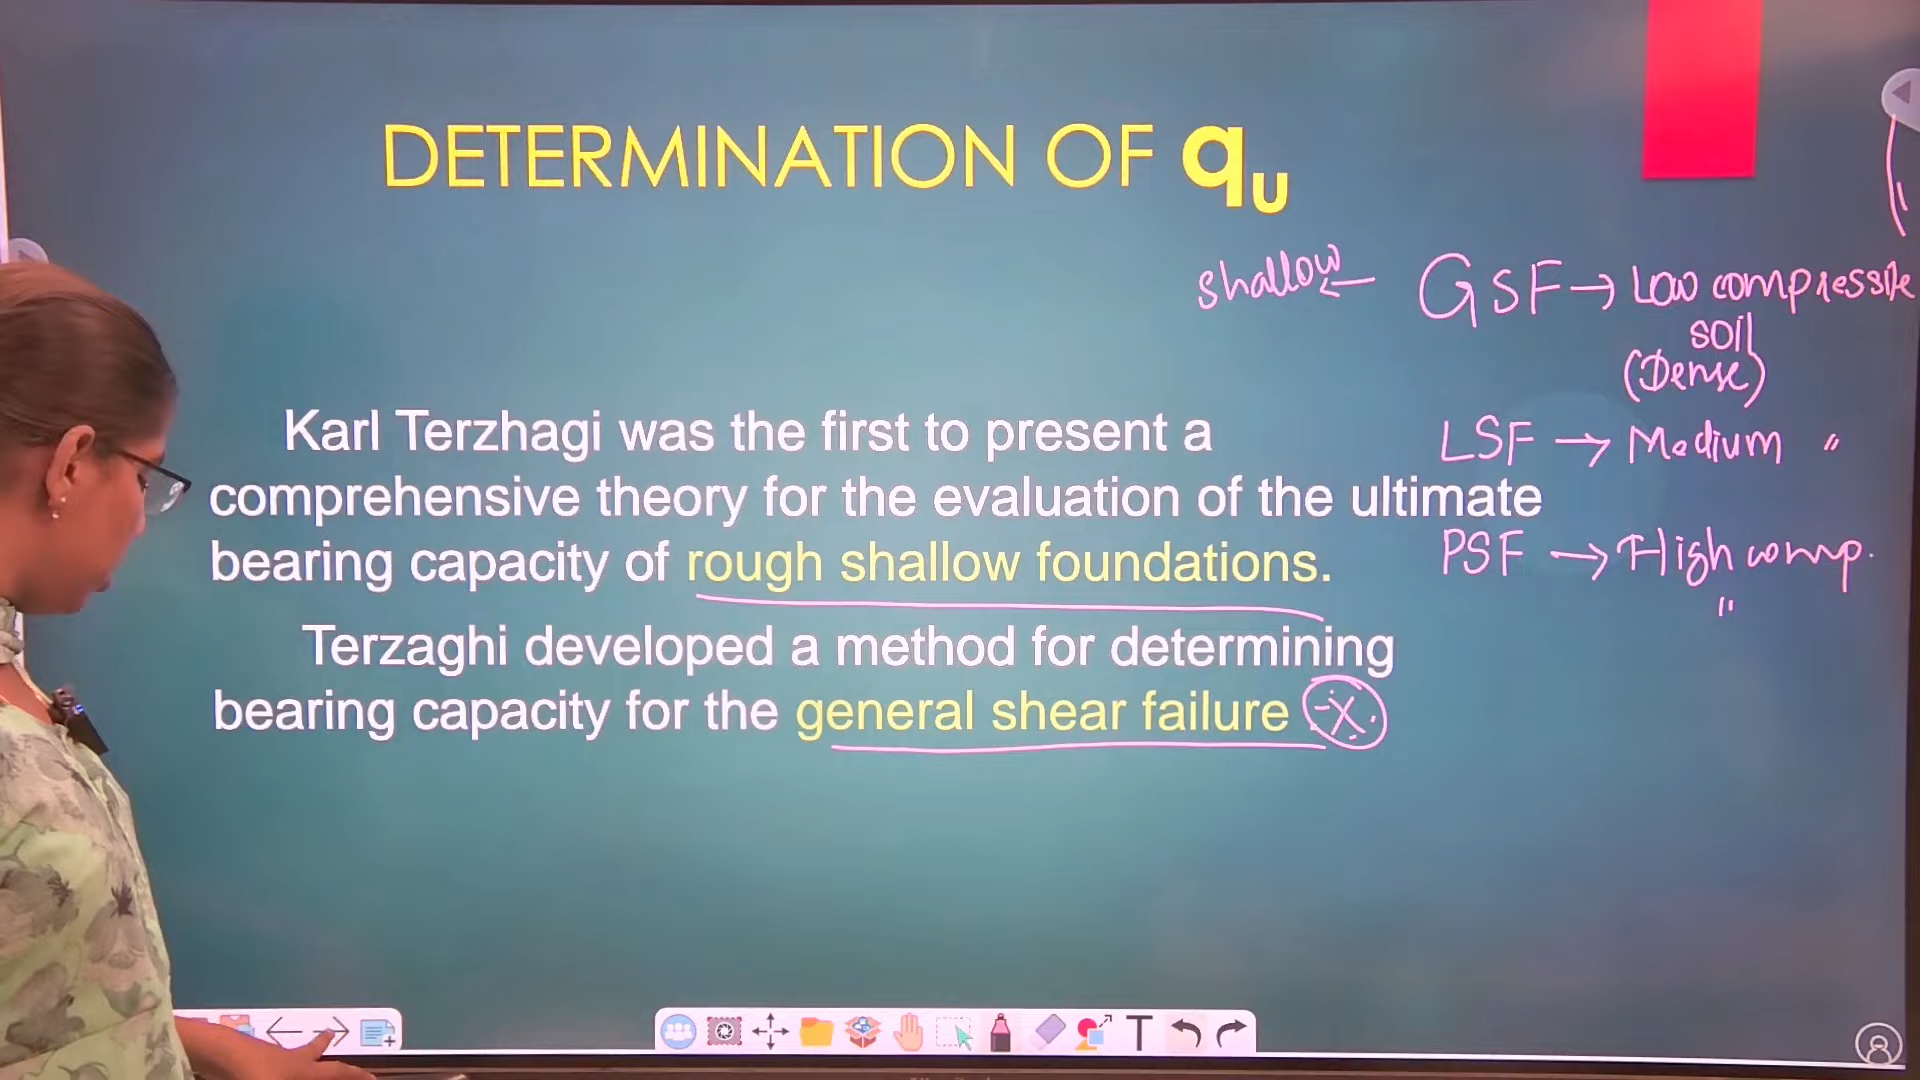 DETERMINATION OF qu
shallow ← GSF → Low compressible
soil
(Dense)
Karl Terzhagi was the first to present a
LSF → Medium "
comprehensive theory for the evaluation of the ultimate
bearing capacity of rough shallow foundations.
PSF → High comp.
"
Terzaghi developed a method for determining
bearing capacity for the general shear failure
T